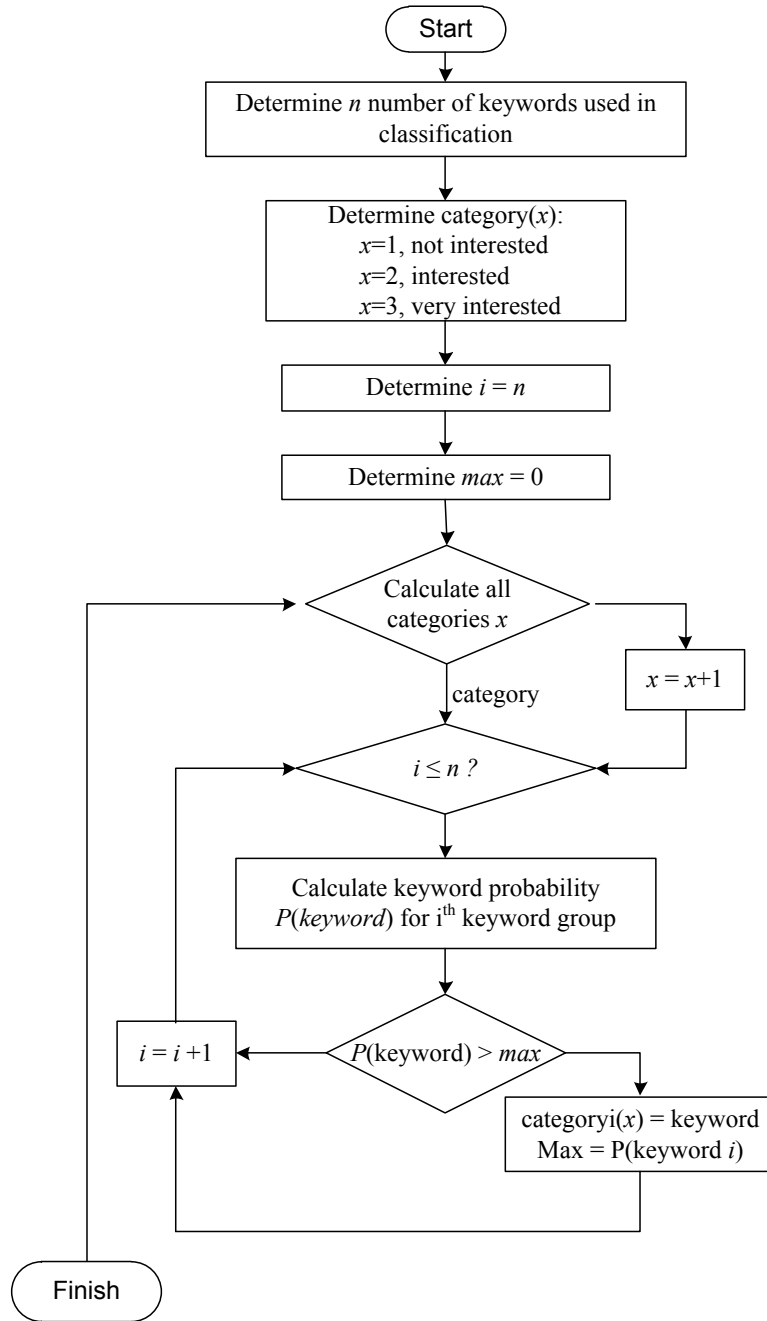 Start
Determine n number of keywords used in
classification
Determine category(x):
x=1, not interested
x=2, interested
x=3, very interested
Determine i = n
Determine max = 0
Calculate all
categories x
x = x+1
category
i ≤ n ?
Calculate keyword probability
P(keyword) for iᵗʰ keyword group
i = i +1
P(keyword) > max
categoryi(x) = keyword
Max = P(keyword i)
Finish